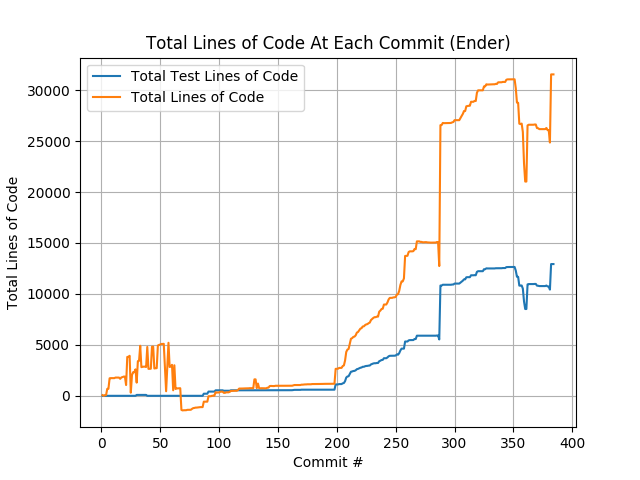 Total Lines of Code At Each Commit (Ender)
Total Test Lines of Code
Total Lines of Code
Total Lines of Code
30000
25000
20000
15000
10000
5000
0
0 50 100 150 200 250 300 350 400
Commit #